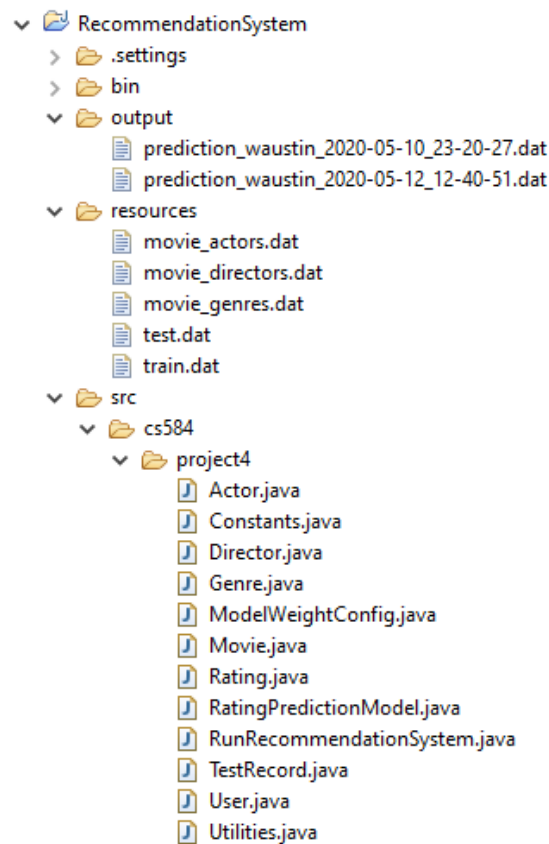 RecommendationSystem
.settings
bin
output
prediction_waustin_2020-05-10_23-20-27.dat
prediction_waustin_2020-05-12_12-40-51.dat
resources
movie_actors.dat
movie_directors.dat
movie_genres.dat
test.dat
train.dat
src
cs584
project4
Actor.java
Constants.java
Director.java
Genre.java
ModelWeightConfig.java
Movie.java
Rating.java
RatingPredictionModel.java
RunRecommendationSystem.java
TestRecord.java
User.java
Utilities.java